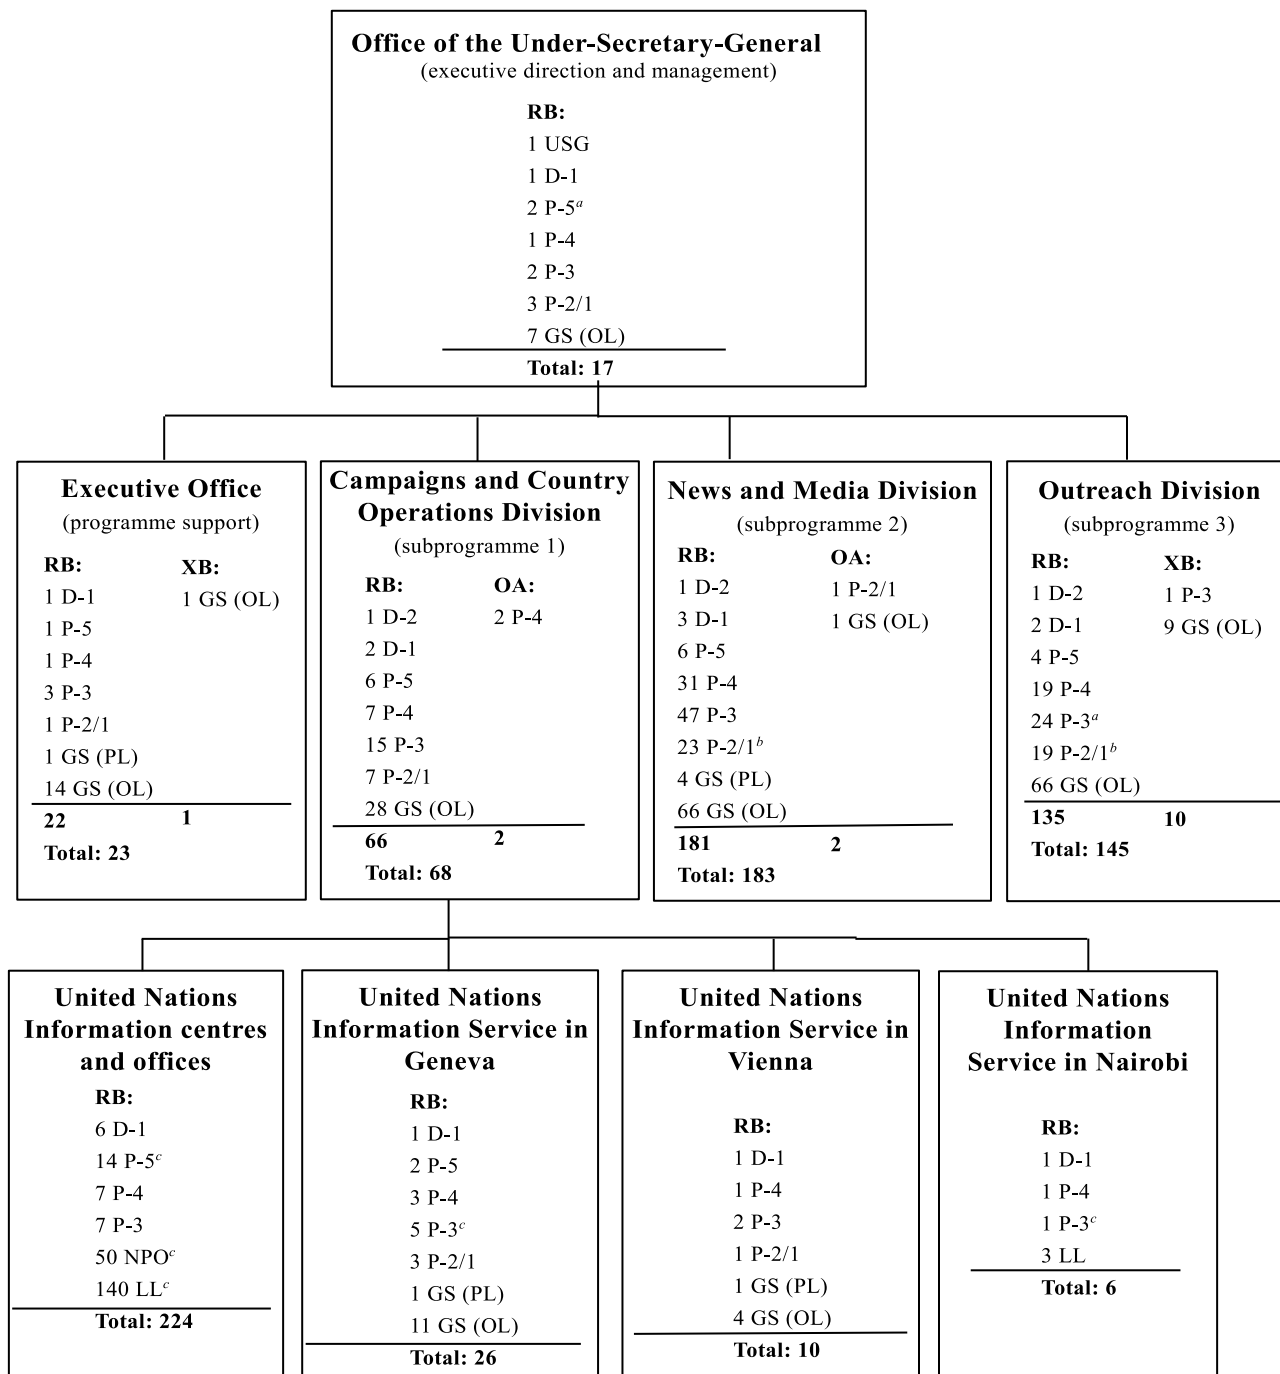 Office of the Under-Secretary-General
(executive direction and management)
RB:
1 USG
1 D-1
2 P-5a
1 P-4
2 P-3
3 P-2/1
7 GS (OL)
Total: 17
Executive Office
(programme support)
RB: XB:
1 D-1 1 GS (OL)
1 P-5
1 P-4
3 P-3
1 P-2/1
1 GS (PL)
14 GS (OL)
22 1
Total: 23
Campaigns and Country
Operations Division
(subprogramme 1)
RB: OA:
1 D-2 2 P-4
2 D-1
6 P-5
7 P-4
15 P-3
7 P-2/1
28 GS (OL)
66 2
Total: 68
News and Media Division
(subprogramme 2)
RB: OA:
1 D-2 1 P-2/1
3 D-1 1 GS (OL)
6 P-5
31 P-4
47 P-3
23 P-2/1b
4 GS (PL)
66 GS (OL)
181 2
Total: 183
Outreach Division
(subprogramme 3)
RB: XB:
1 D-2 1 P-3
2 D-1 9 GS (OL)
4 P-5
19 P-4
24 P-3a
19 P-2/1b
66 GS (OL)
135 10
Total: 145
United Nations
Information centres
and offices
RB:
6 D-1
14 P-5c
7 P-4
7 P-3
50 NPOc
140 LLc
Total: 224
United Nations
Information Service in
Geneva
RB:
1 D-1
2 P-5
3 P-4
5 P-3c
3 P-2/1
1 GS (PL)
11 GS (OL)
Total: 26
United Nations
Information Service in
Vienna
RB:
1 D-1
1 P-4
2 P-3
1 P-2/1
1 GS (PL)
4 GS (OL)
Total: 10
United Nations
Information
Service in Nairobi
RB:
1 D-1
1 P-4
1 P-3c
3 LL
Total: 6